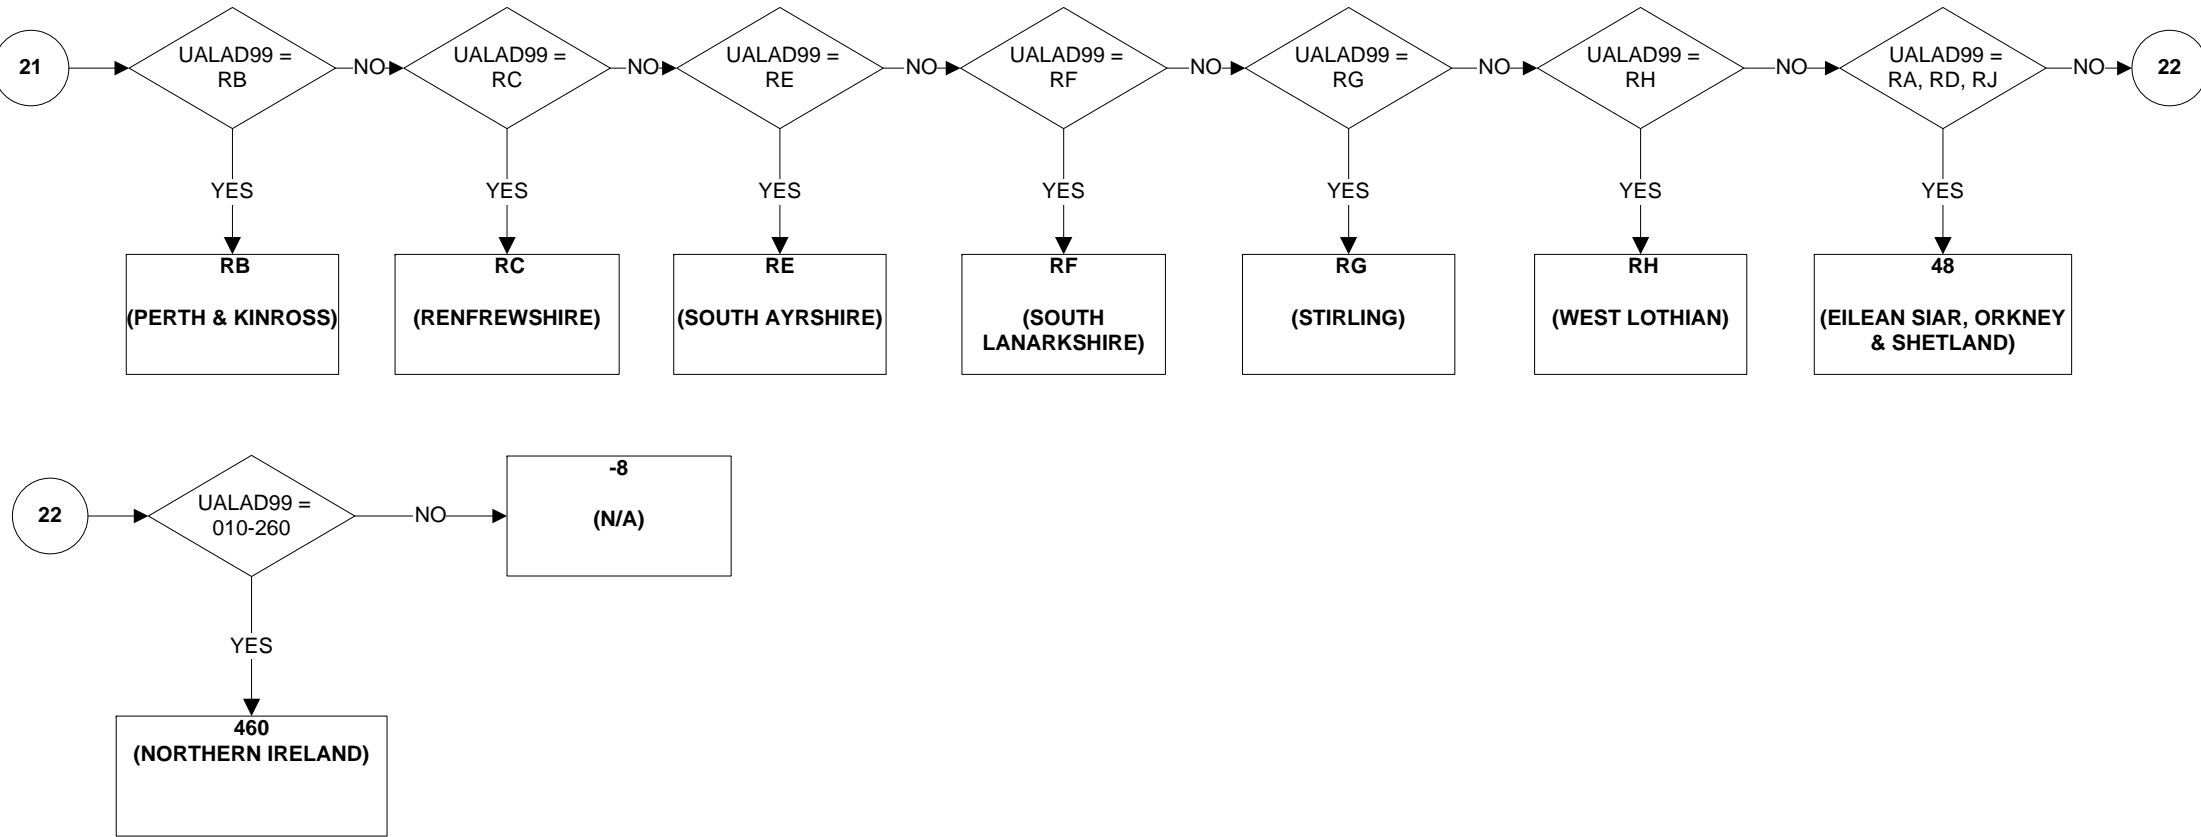 21
UALAD99 =
RB
NO
UALAD99 =
RC
NO
UALAD99 =
RE
NO
UALAD99 =
RF
NO
UALAD99 =
RG
NO
UALAD99 =
RH
NO
UALAD99 =
RA, RD, RJ
NO
22
YES
YES
YES
YES
YES
YES
YES
RB
(PERTH & KINROSS)
RC
(RENFREWSHIRE)
RE
(SOUTH AYRSHIRE)
RF
(SOUTH
LANARKSHIRE)
RG
(STIRLING)
RH
(WEST LOTHIAN)
48
(EILEAN SIAR, ORKNEY
& SHETLAND)
22
UALAD99 =
010-260
NO
-8
(N/A)
YES
460
(NORTHERN IRELAND)